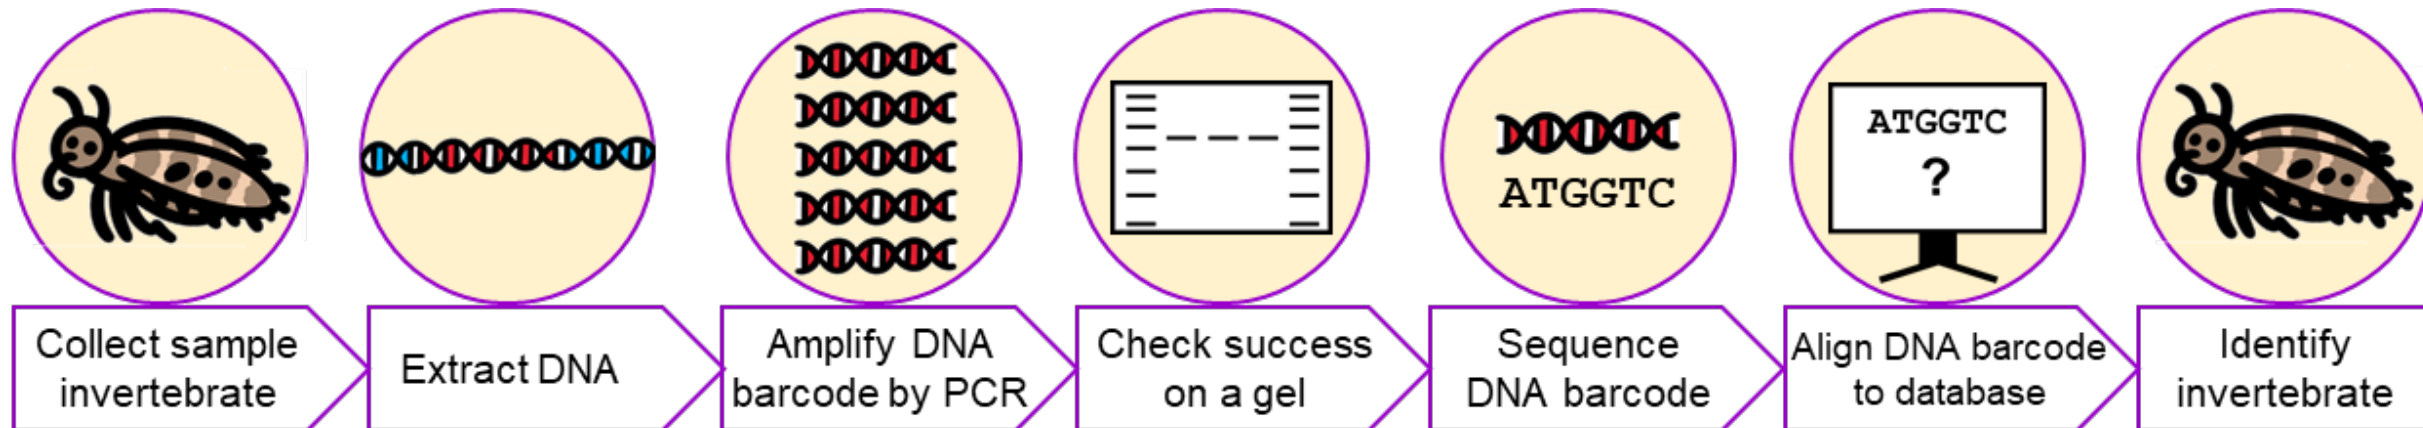 ATGGTC
ATGGTC
?
Collect sample
invertebrate
Extract DNA
Amplify DNA
barcode by PCR
Check success
on a gel
Sequence
DNA barcode
Align DNA barcode
to database
Identify
invertebrate